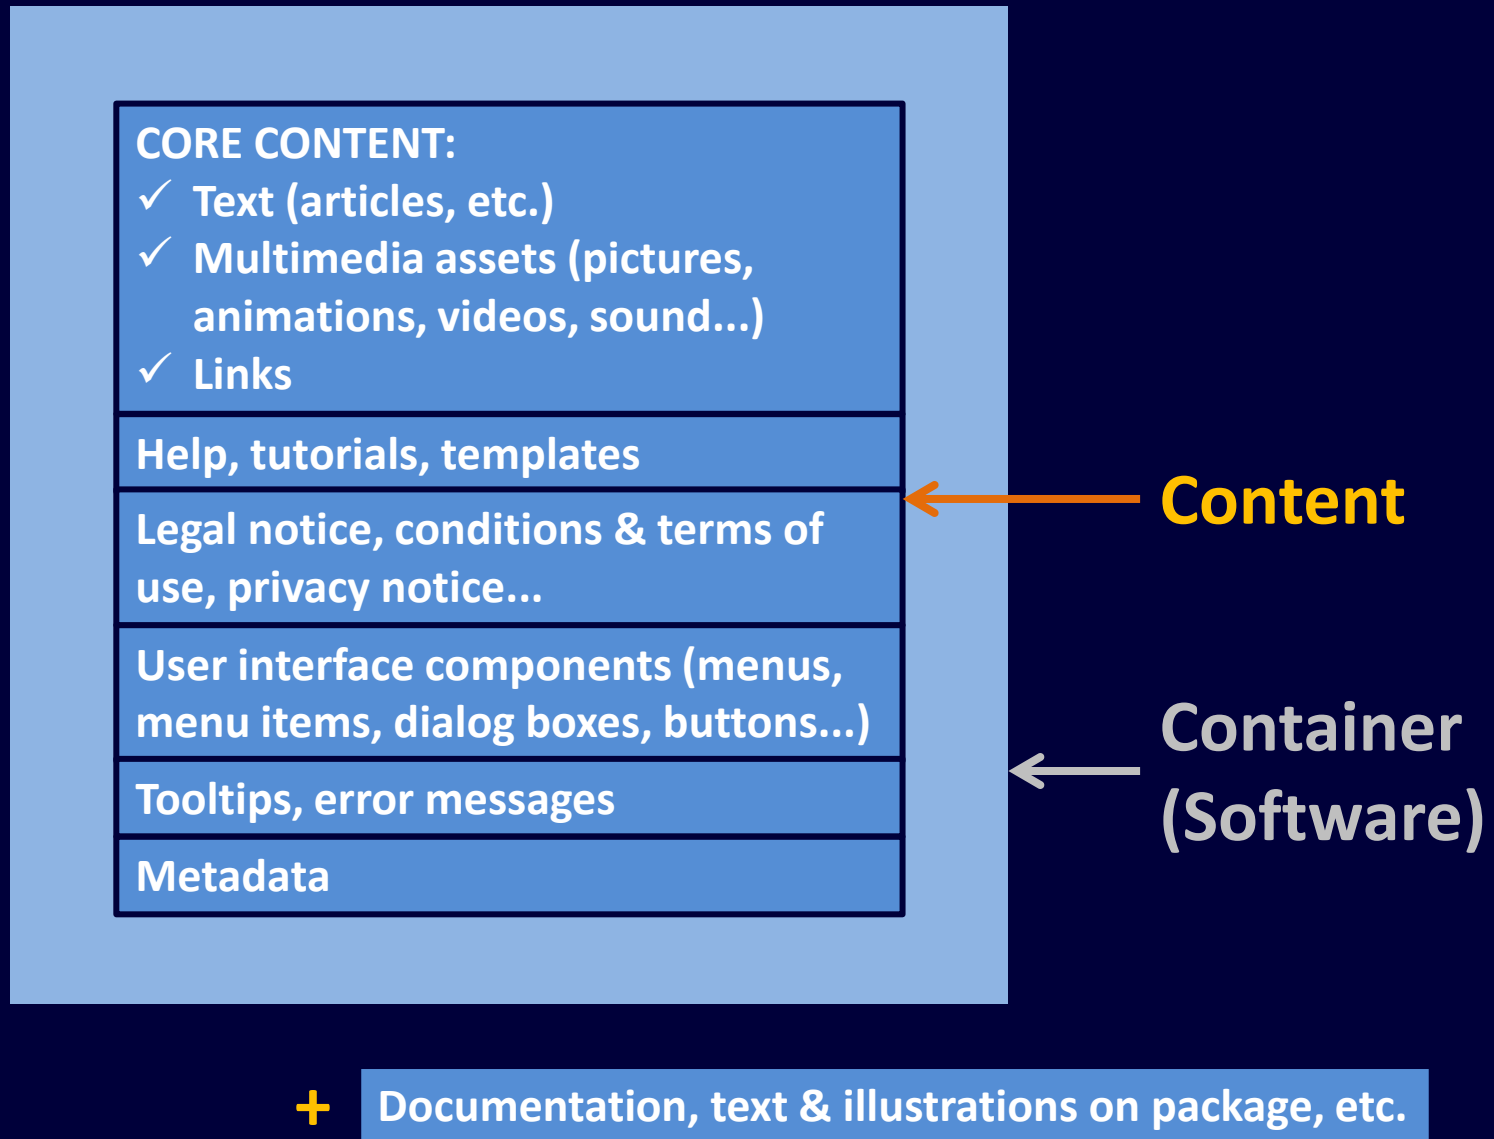 CORE CONTENT:
✓ Text (articles, etc.)
✓ Multimedia assets (pictures,
animations, videos, sound...)
✓ Links
Help, tutorials, templates
Legal notice, conditions & terms of
use, privacy notice...
User interface components (menus,
menu items, dialog boxes, buttons...)
Tooltips, error messages
Metadata
Content
Container
(Software)
+ Documentation, text & illustrations on package, etc.